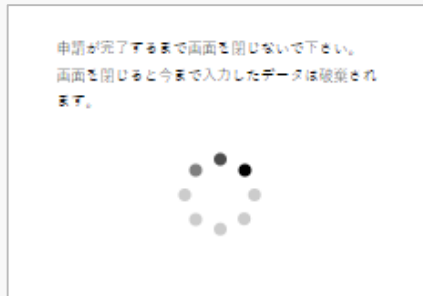 申請が完了するまで画面を閉じないで下さい。
画面を閉じると今まで入力したデータは破棄され
ます。